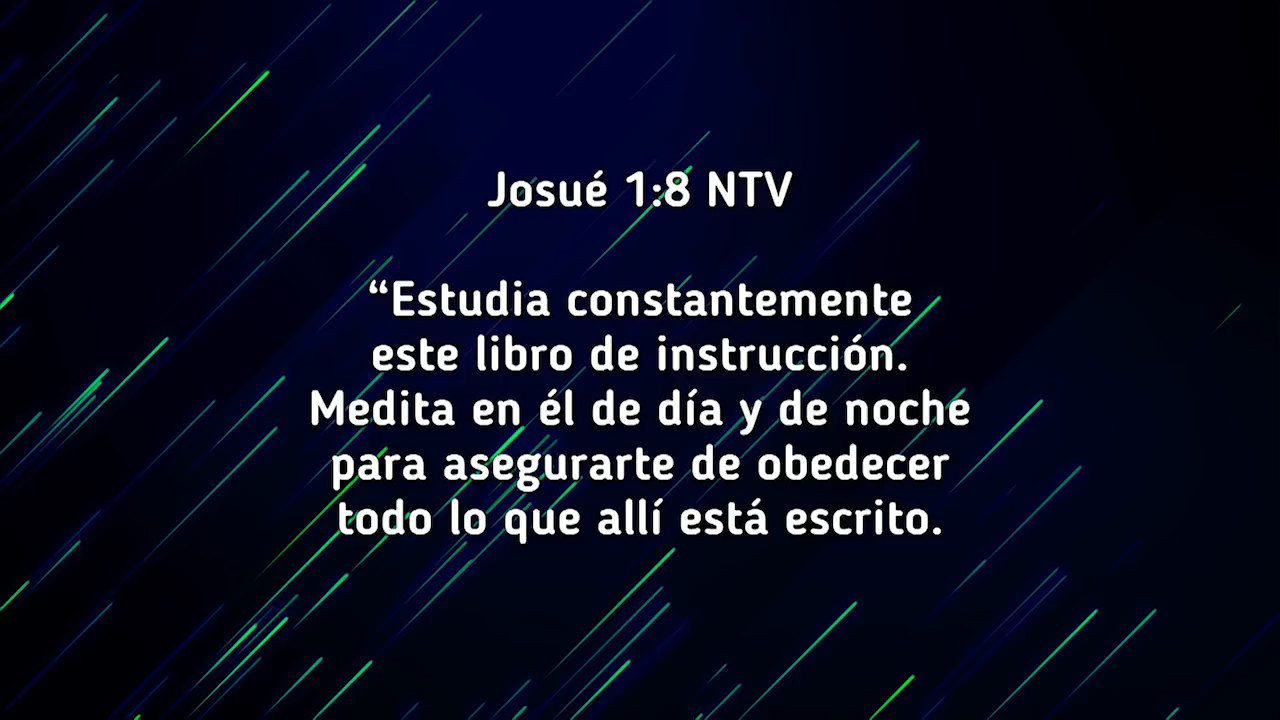 Josué 1:8 NTV
“Estudia constantemente
este libro de instrucción.
Medita en él de día y de noche
para asegurarte de obedecer
todo lo que allí está escrito.